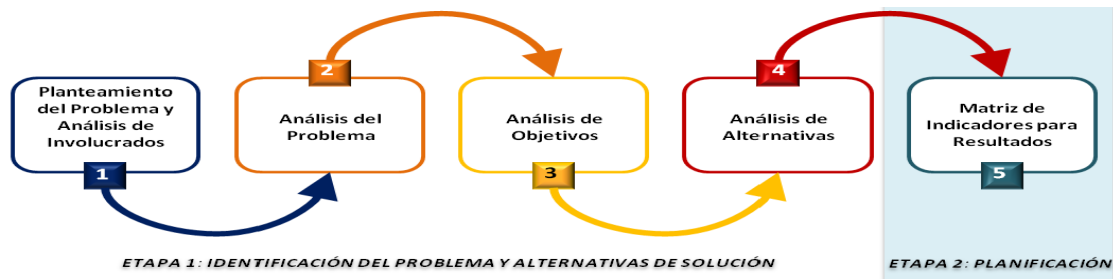 Planteamiento
del Problema y
Análisis de
Involucrados
1
2
Análisis del
Problema
Análisis de
Objetivos
3
4
Análisis de
Alternativas
Matriz de
Indicadores para
Resultados
5
ETAPA 1: IDENTIFICACIÓN DEL PROBLEMA Y ALTERNATIVAS DE SOLUCIÓN
ETAPA 2: PLANIFICACIÓN